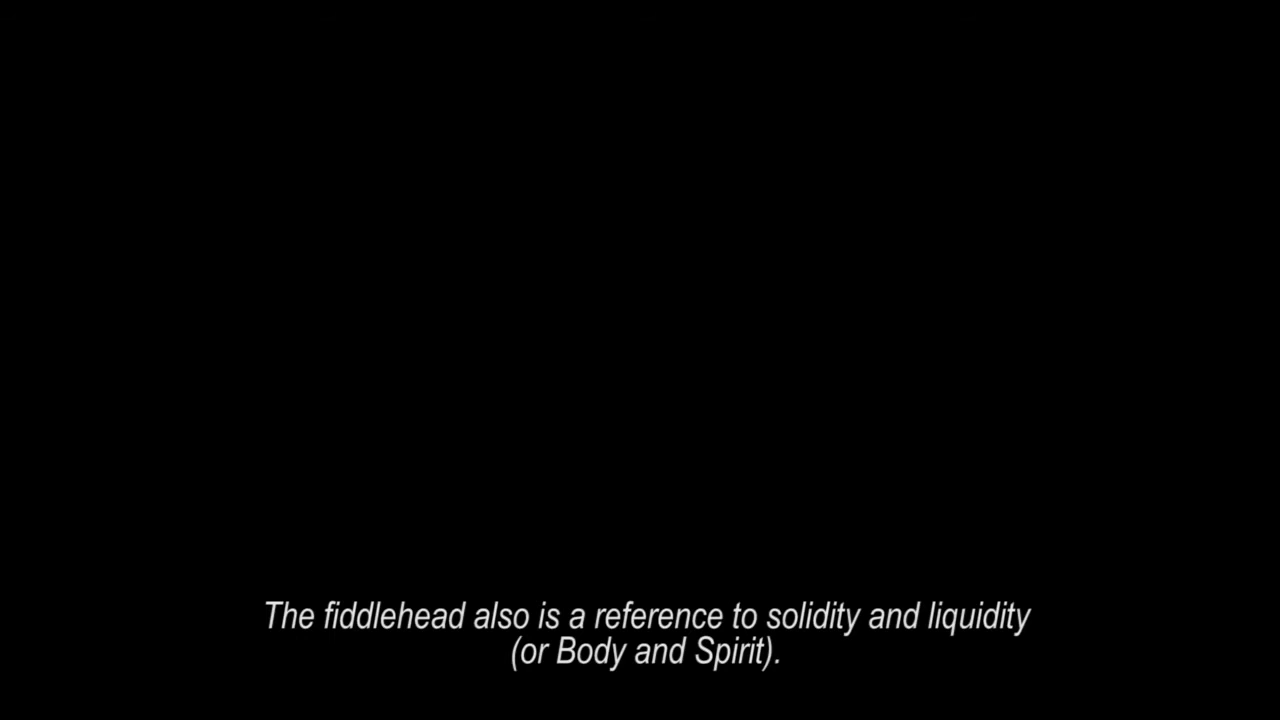 The fiddlehead also is a reference to solidity and liquidity
(or Body and Spirit).